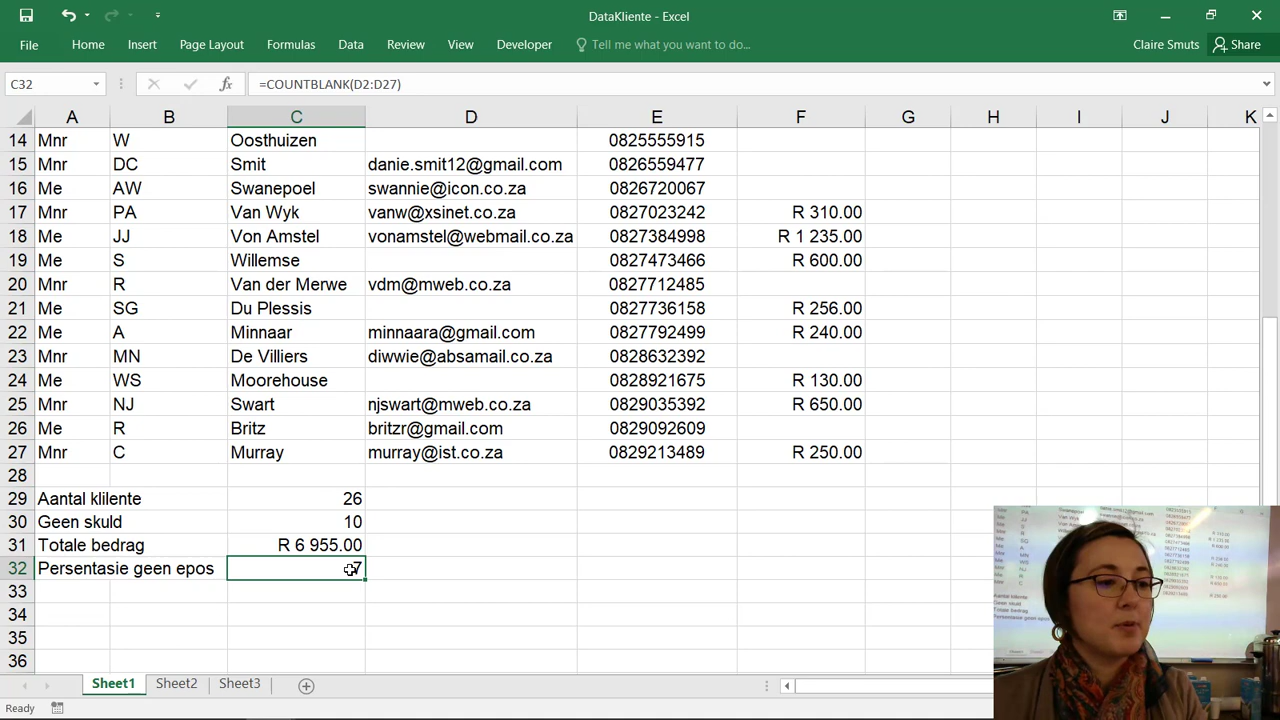 DataKliente - Excel
File Home Insert Page Layout Formulas Data Review View Developer Tell me what you want to do... Claire Smuts Share
C32 fx =COUNTBLANK(D2:D27)
A B C D E F G H I J K
14 Mnr W Oosthuizen 0825555915
15 Mnr DC Smit danie.smit12@gmail.com 0826559477
16 Me AW Swanepoel swannie@icon.co.za 0826720067
17 Mnr PA Van Wyk vanw@xsinet.co.za 0827023242 R 310.00
18 Me JJ Von Amstel vonamstel@webmail.co.za 0827384998 R 1 235.00
19 Me S Willemse 0827473466 R 600.00
20 Mnr R Van der Merwe vdm@mweb.co.za 0827712485
21 Me SG Du Plessis 0827736158 R 256.00
22 Me A Minnaar minnaara@gmail.com 0827792499 R 240.00
23 Mnr MN De Villiers diwwie@absamail.co.za 0828632392
24 Me WS Moorehouse 0828921675 R 130.00
25 Mnr NJ Swart njswart@mweb.co.za 0829035392 R 650.00
26 Me R Britz britzr@gmail.com 0829092609
27 Mnr C Murray murray@ist.co.za 0829213489 R 250.00
28
29 Aantal klilente 26
30 Geen skuld 10
31 Totale bedrag R 6 955.00
32 Persentasie geen epos 7
33
34
35
36
Sheet1 Sheet2 Sheet3
Ready